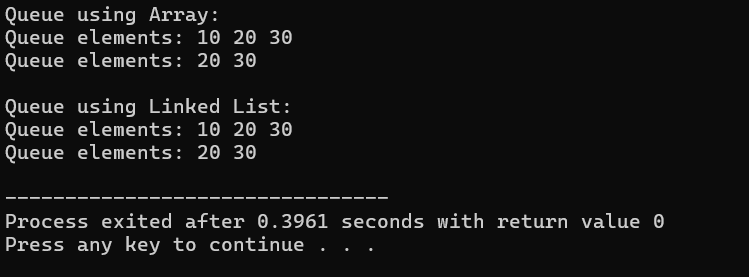 Queue using Array:
Queue elements: 10 20 30
Queue elements: 20 30
Queue using Linked List:
Queue elements: 10 20 30
Queue elements: 20 30
--------------------------------
Process exited after 0.3961 seconds with return value 0
Press any key to continue . . .